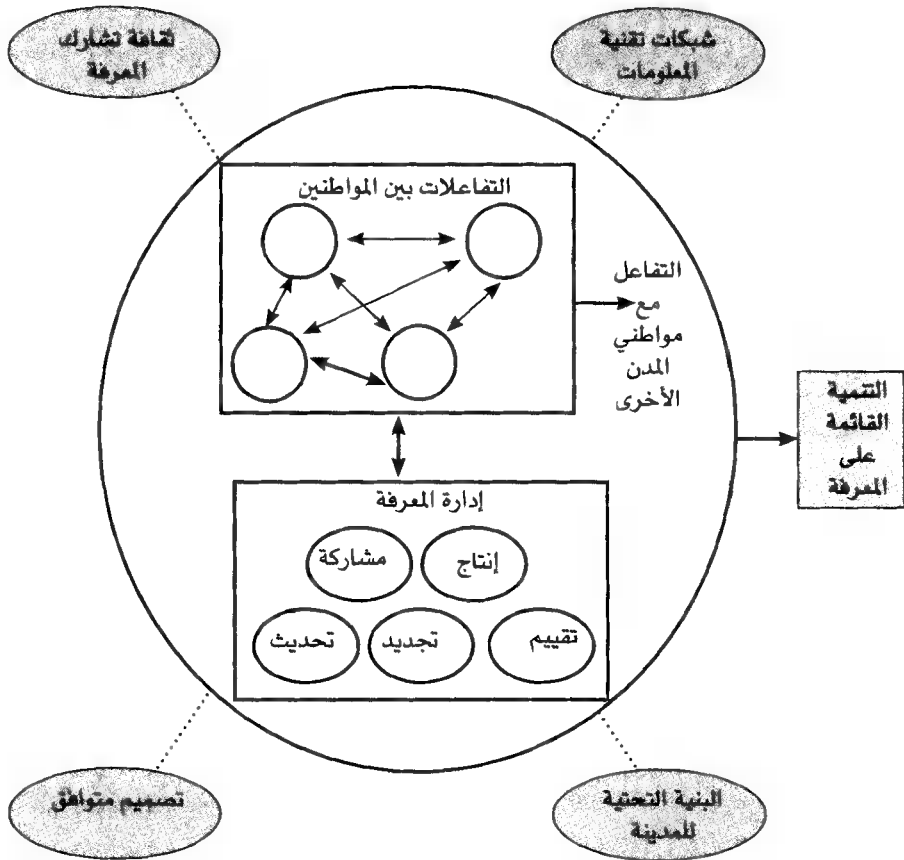 شبكات تقنية
المعلومات
ثقافة تشارك
المعرفة
التفاعلات بين المواطنين
التفاعل
مع
مواطني
المدن
الأخرى
التنمية
القائمة
على
المعرفة
إدارة المعرفة
إنتاج
مشاركة
تقييم
تجديد
تحديث
البنية التحتية
للمدينة
تصميم متوافق